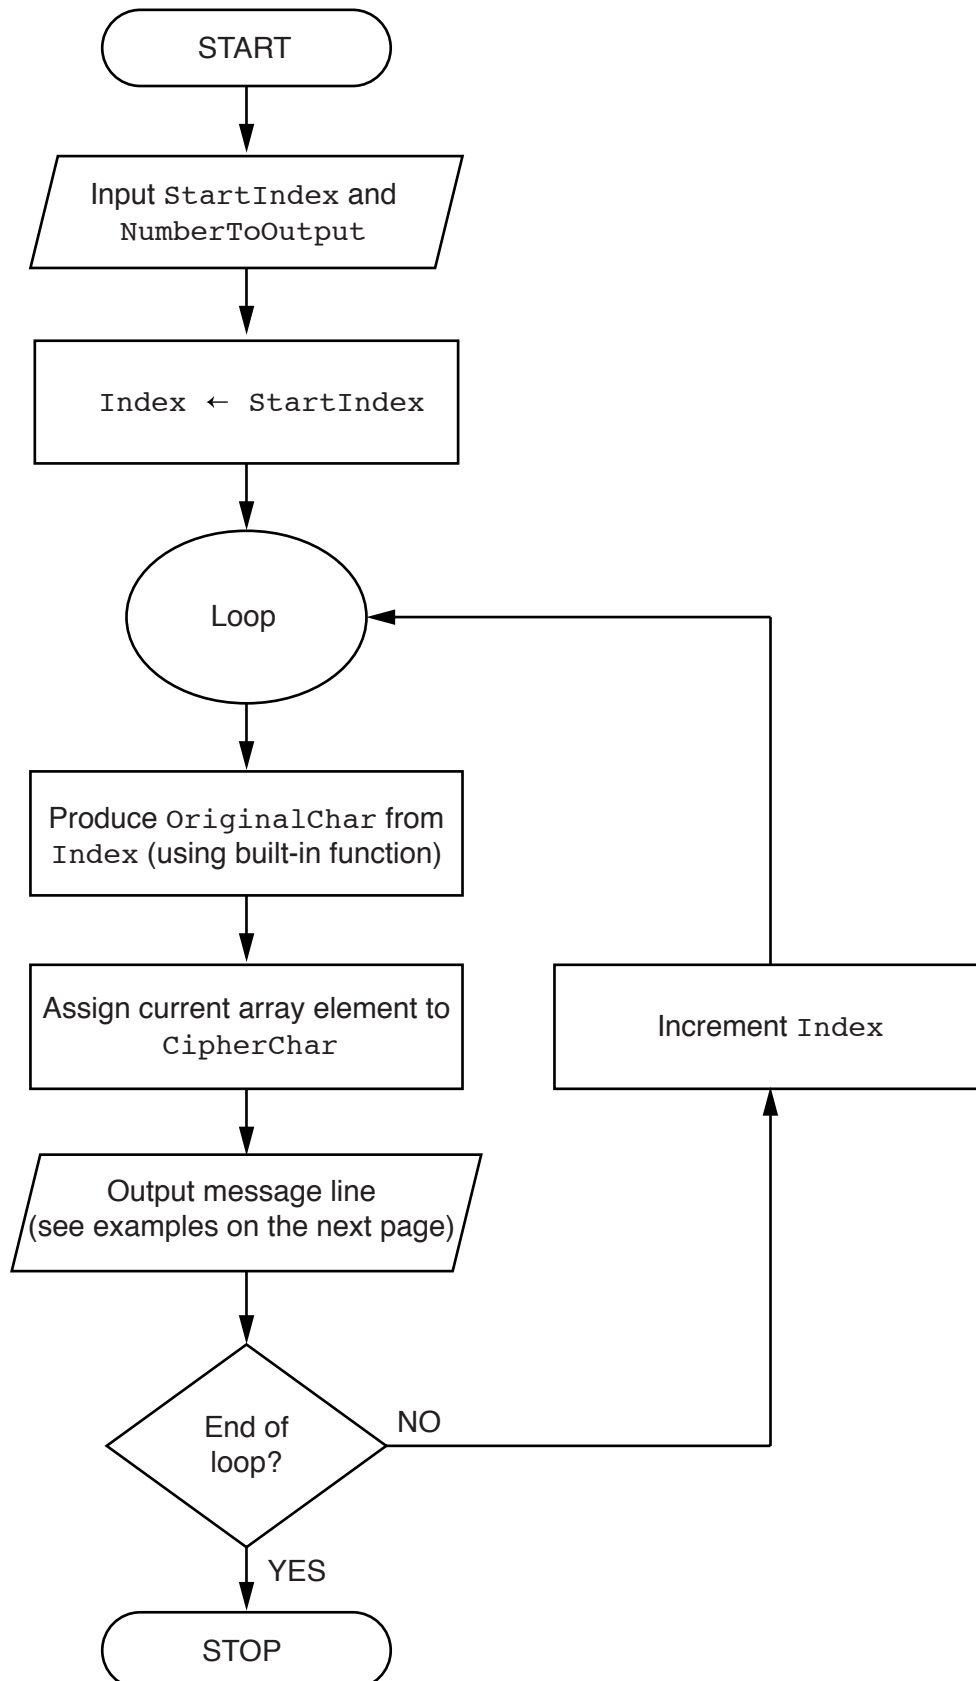 START
Input StartIndex and
NumberToOutput
Index ← StartIndex
Loop
Produce OriginalChar from
Index (using built-in function)
Assign current array element to
CipherChar
Increment Index
Output message line
(see examples on the next page)
End of
loop?
NO
YES
STOP